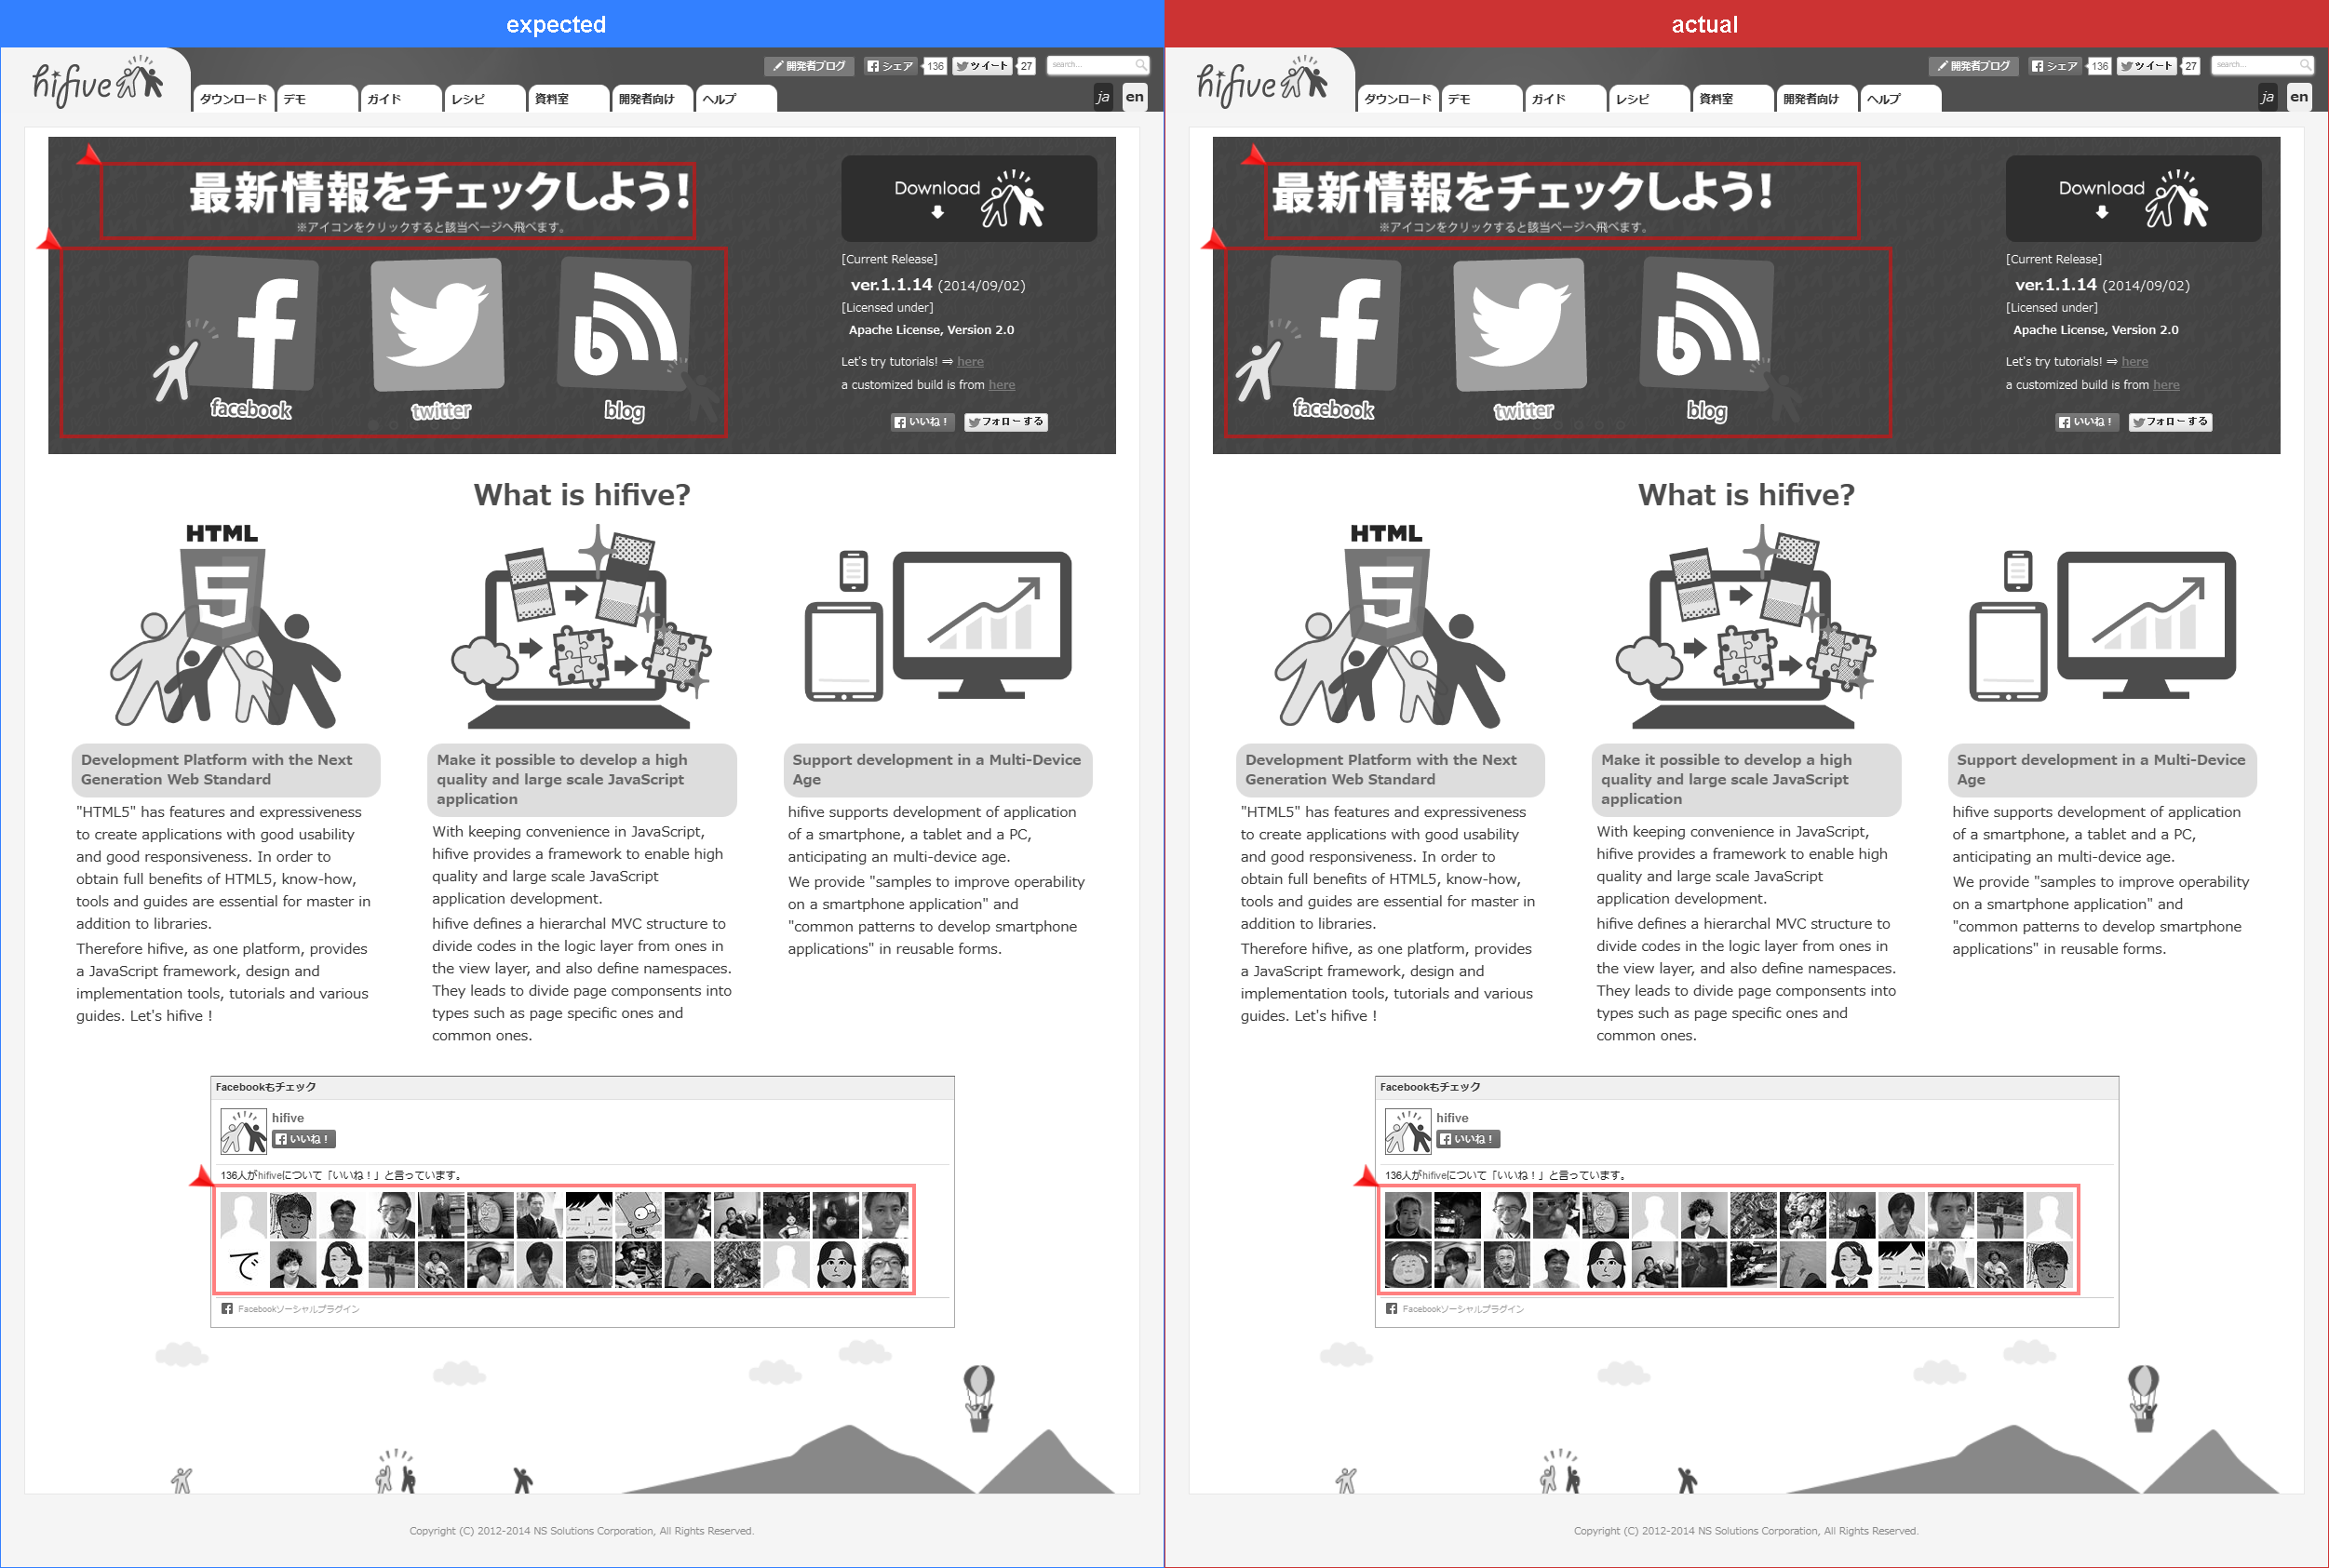 expected
hifive
開発者ブログ シェア 136 ツイート 27 search...
ダウンロード デモ ガイド レシピ 資料室 開発者向け ヘルプ ja en
最新情報をチェックしよう!
※アイコンをクリックすると該当ページへ飛べます。
facebook twitter blog
Download
[Current Release]
ver.1.1.14 (2014/09/02)
[Licensed under]
Apache License, Version 2.0
Let's try tutorials! ⇒ here
a customized build is from here
いいね! フォローする
What is hifive?
HTML
5
Development Platform with the Next
Generation Web Standard
"HTML5" has features and expressiveness
to create applications with good usability
and good responsiveness. In order to
obtain full benefits of HTML5, know-how,
tools and guides are essential for master in
addition to libraries.
Therefore hifive, as one platform, provides
a JavaScript framework, design and
implementation tools, tutorials and various
guides. Let's hifive !
Make it possible to develop a high
quality and large scale JavaScript
application
With keeping convenience in JavaScript,
hifive provides a framework to enable high
quality and large scale JavaScript
application development.
hifive defines a hierarchal MVC structure to
divide codes in the logic layer from ones in
the view layer, and also define namespaces.
They leads to divide page componsents into
types such as page specific ones and
common ones.
Support development in a Multi-Device
Age
hifive supports development of application
of a smartphone, a tablet and a PC,
anticipating an multi-device age.
We provide "samples to improve operability
on a smartphone application" and
"common patterns to develop smartphone
applications" in reusable forms.
Facebookもチェック
hifive
いいね!
136人がhifiveについて「いいね！」と言っています。
で
Facebookソーシャルプラグイン
Copyright (C) 2012-2014 NS Solutions Corporation, All Rights Reserved.
actual
hifive
開発者ブログ シェア 136 ツイート 27 search...
ダウンロード デモ ガイド レシピ 資料室 開発者向け ヘルプ ja en
最新情報をチェックしよう!
※アイコンをクリックすると該当ページへ飛べます。
facebook twitter blog
Download
[Current Release]
ver.1.1.14 (2014/09/02)
[Licensed under]
Apache License, Version 2.0
Let's try tutorials! ⇒ here
a customized build is from here
いいね! フォローする
What is hifive?
HTML
5
Development Platform with the Next
Generation Web Standard
"HTML5" has features and expressiveness
to create applications with good usability
and good responsiveness. In order to
obtain full benefits of HTML5, know-how,
tools and guides are essential for master in
addition to libraries.
Therefore hifive, as one platform, provides
a JavaScript framework, design and
implementation tools, tutorials and various
guides. Let's hifive !
Make it possible to develop a high
quality and large scale JavaScript
application
With keeping convenience in JavaScript,
hifive provides a framework to enable high
quality and large scale JavaScript
application development.
hifive defines a hierarchal MVC structure to
divide codes in the logic layer from ones in
the view layer, and also define namespaces.
They leads to divide page componsents into
types such as page specific ones and
common ones.
Support development in a Multi-Device
Age
hifive supports development of application
of a smartphone, a tablet and a PC,
anticipating an multi-device age.
We provide "samples to improve operability
on a smartphone application" and
"common patterns to develop smartphone
applications" in reusable forms.
Facebookもチェック
hifive
いいね!
136人がhifiveについて「いいね！」と言っています。
Facebookソーシャルプラグイン
Copyright (C) 2012-2014 NS Solutions Corporation, All Rights Reserved.